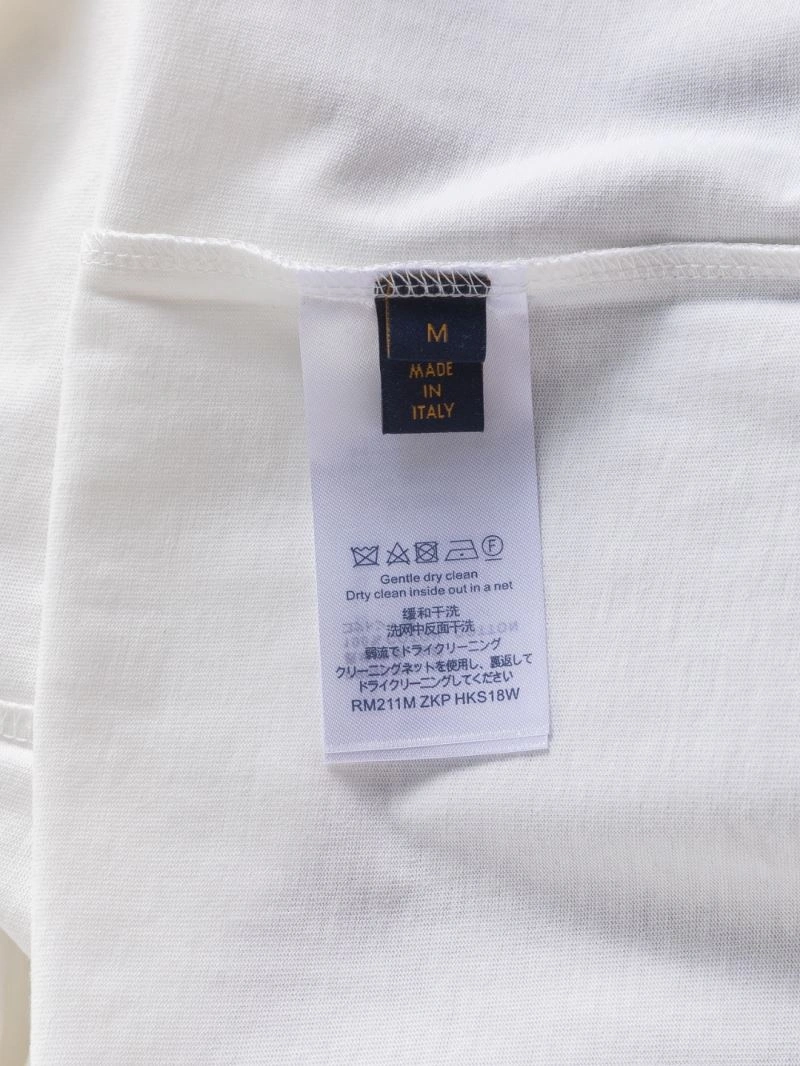 M
MADE
IN
ITALY
F
Gentle dry clean
Drty clean inside out in a net
缓和干洗
洗网中反面干洗
弱流でドライクリーニング
クリーニングネットを使用し、裏返して
ドライクリーニングしてください
RM211M ZKP HKS18W